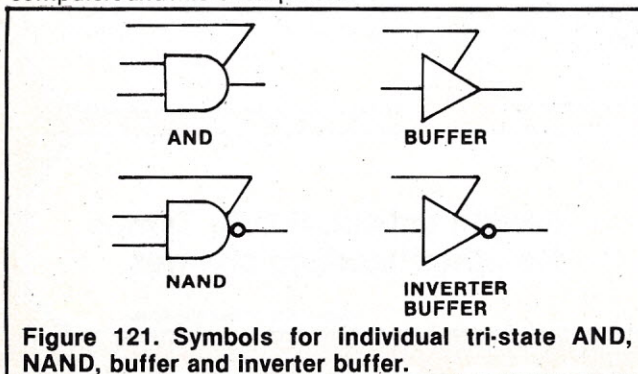 AND
BUFFER
NAND
INVERTER
BUFFER
Figure 121. Symbols for individual tri-state AND,
NAND, buffer and inverter buffer.